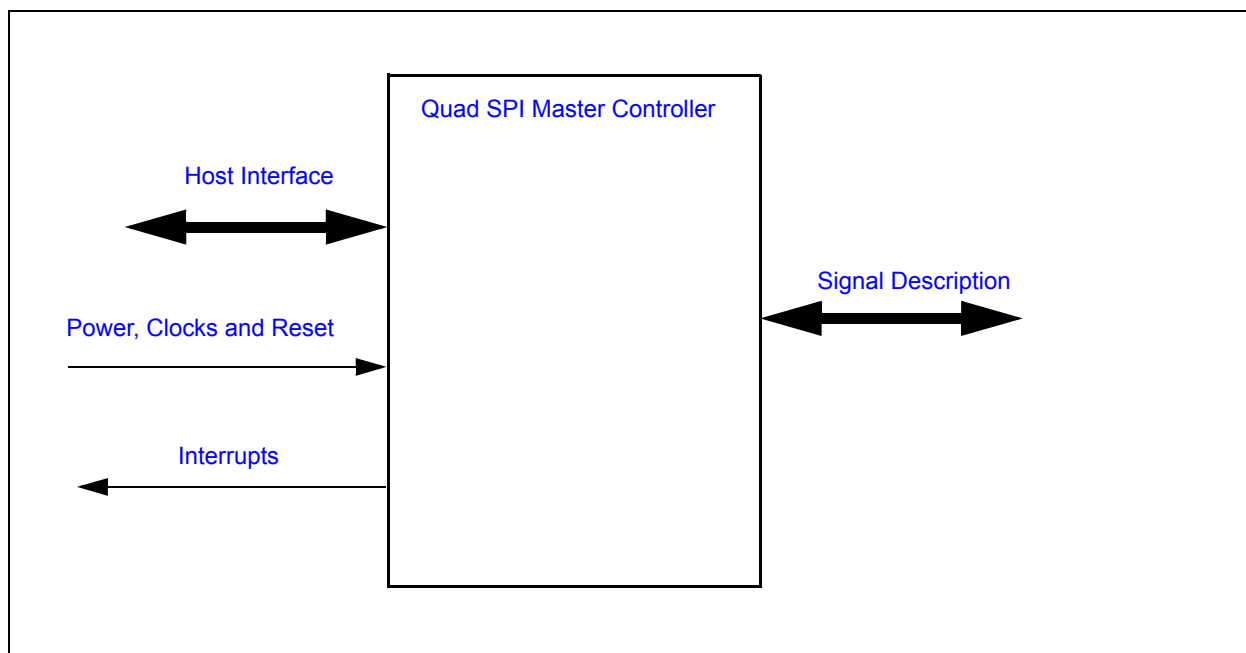 Quad SPI Master Controller
Host Interface
Signal Description
Power, Clocks and Reset
Interrupts